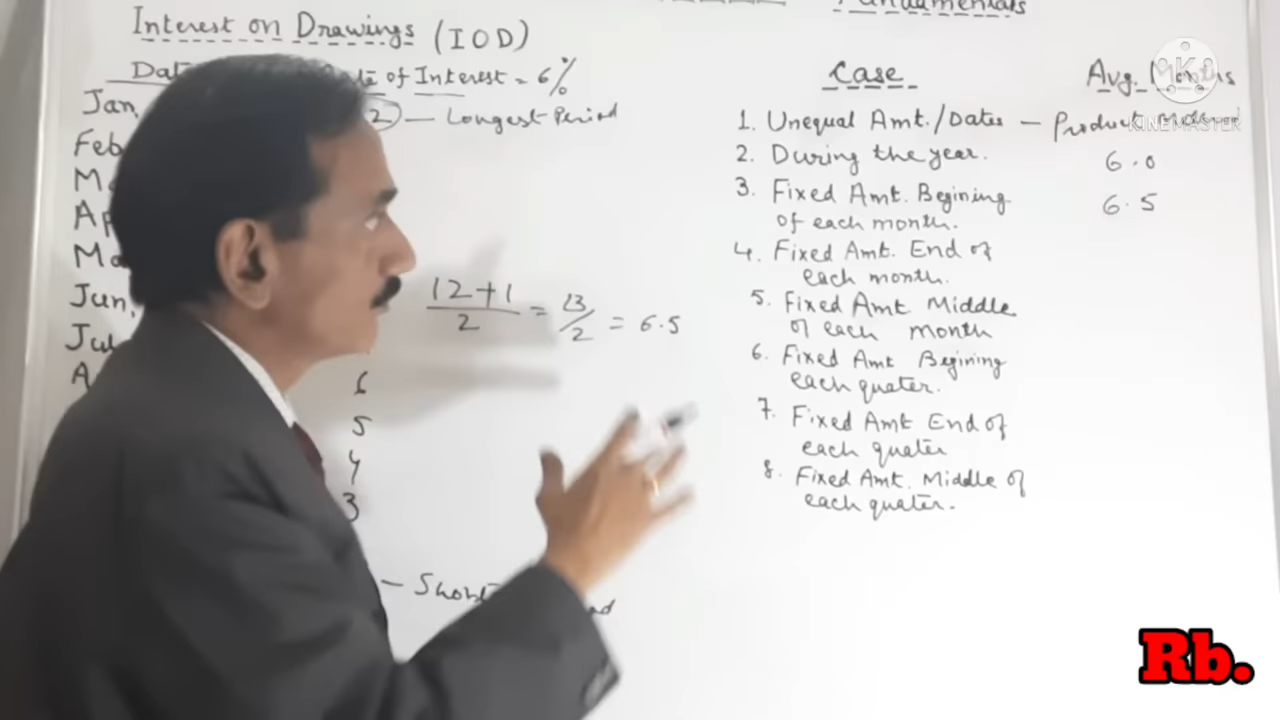 Fundamentals
Interest on Drawings (IOD)
of Interest = 6%
2 — Longest Period
Jan,
Feb
Jun,
Jul
12+1
2
= 13/2 = 6.5
6
5
4
3
Case
Avg. Months
1. Unequal Amt./Dates — Product
2. During the year. 6.0
3. Fixed Amt. Begining 6.5
of each month.
4. Fixed Amt. End of
each month.
5. Fixed Amt Middle
of each month
6. Fixed Amt Begining
each quater.
7. Fixed Amt End of
each quater
8. Fixed Amt. Middle of
each quater.
KINEMASTER
Rb.